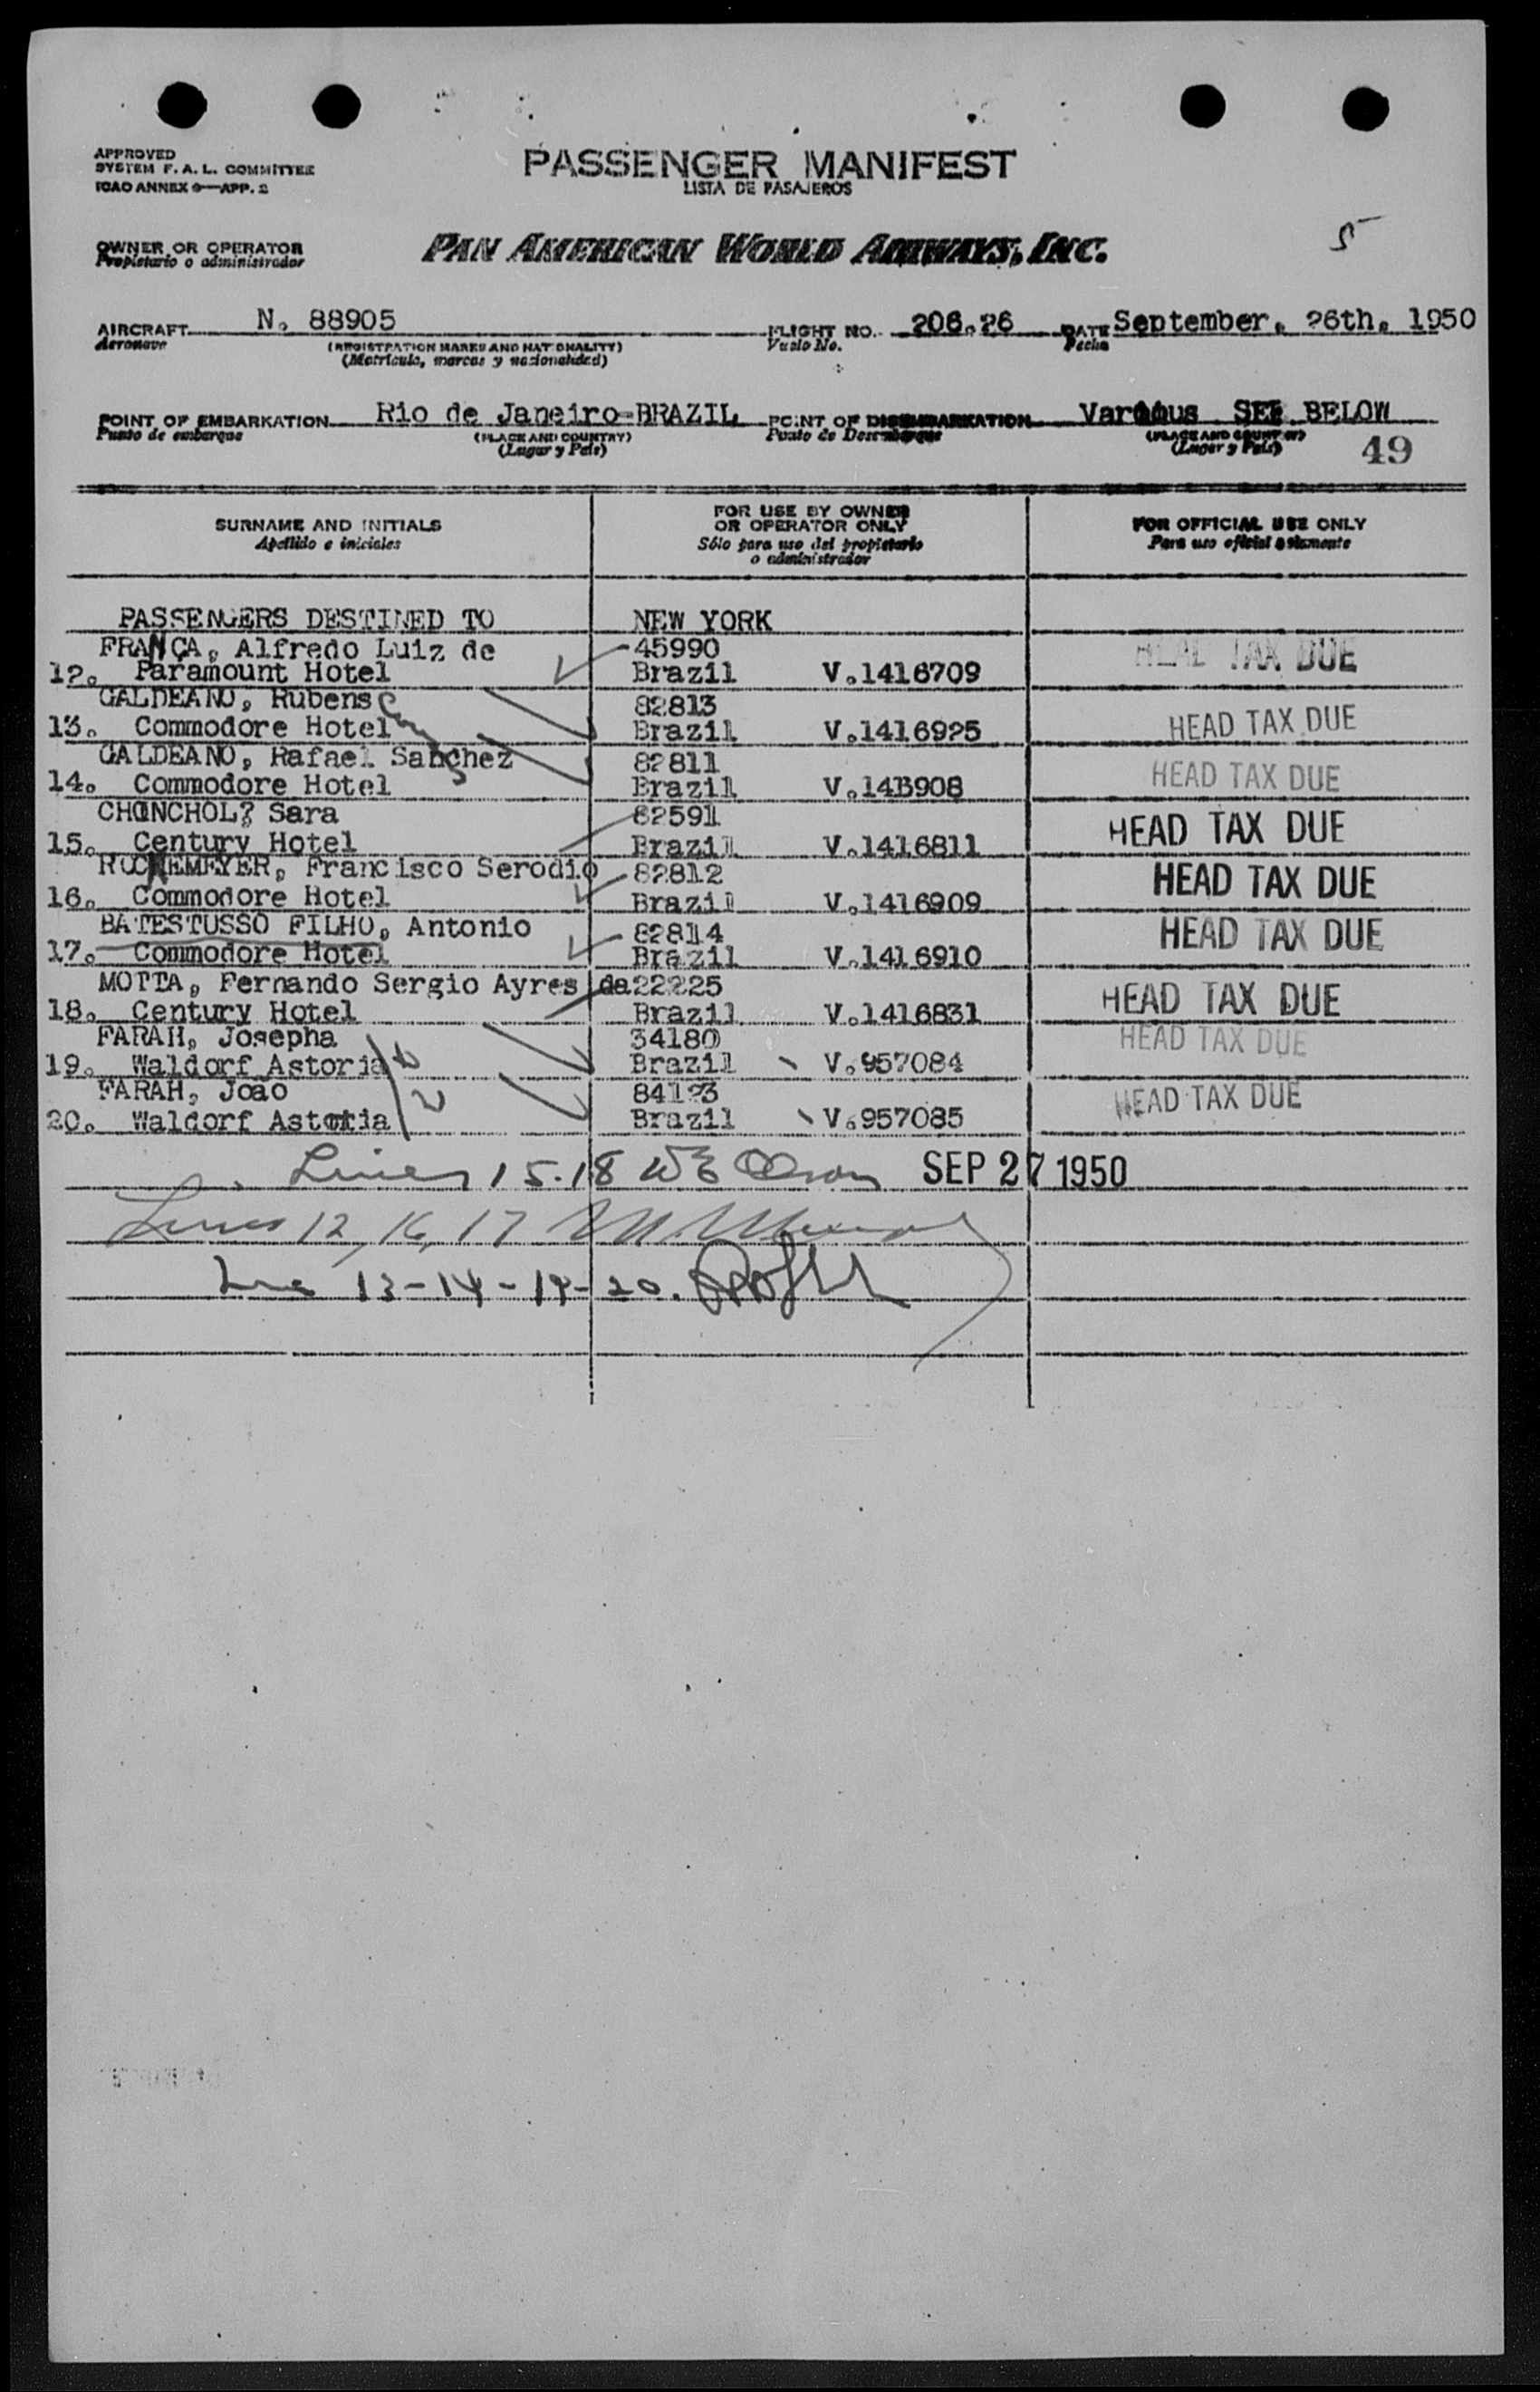 APPROVED
SYSTEM F. A. L. COMMITTEE
ICAO ANNEX 9—APP. 2
PASSENGER MANIFEST
LISTA DE PASAJEROS
5
OWNER OR OPERATOR
Propietario o administrador
PAN AMERICAN WORLD AIRWAYS, INC.
AIRCRAFT N. 88905 FLIGHT NO. 206.26 DATE September. 26th. 1950
Aeronave (REGISTRATION MARKS AND NATIONALITY) Vuelo No. Fecha
(Matricula, marcas y nacionalidad)
POINT OF EMBARKATION Rio de Janeiro-BRAZIL POINT OF DISEMBARKATION Various SEE BELOW
Punto de embarque (PLACE AND COUNTRY) Punto de Desembarque (PLACE AND COUNTRY)
(Lugar y País) (Lugar y País)
49
SURNAME AND INITIALS
Apellido e iniciales
FOR USE BY OWNER
OR OPERATOR ONLY
Sólo para uso del propietario
o administrador
FOR OFFICIAL USE ONLY
Para uso oficial solamente
PASSENGERS DESTINED TO NEW YORK
FRANÇA, Alfredo Luiz de 45990 HEAD TAX DUE
12. Paramount Hotel Brazil V.1416709
GALDEANO, Rubens 82813
13. Commodore Hotel Brazil V.1416925 HEAD TAX DUE
GALDEANO, Rafael Sanchez 82811
14. Commodore Hotel Brazil V.1413908 HEAD TAX DUE
Sara 62591
15. Century Hotel Brazil V.1416811 HEAD TAX DUE
Francisco Serodio 82812
16. Commodore Hotel Brazil V.1416909 HEAD TAX DUE
BATESTUSSO FILHO, Antonio 82814
17. Commodore Hotel Brazil V.1416910 HEAD TAX DUE
MOTTA, Fernando Sergio Ayres da 22225
18. Century Hotel Brazil V.1416831 HEAD TAX DUE
FARAH, Josepha 34180
19. Waldorf Astoria Brazil V.957084 HEAD TAX DUE
FARAH, João 84123
20. Waldorf Astoria Brazil V.957085 HEAD TAX DUE
Lines 15-18 SEP 27 1950
Lines 12, 16, 17
Line 13-14-19-20.